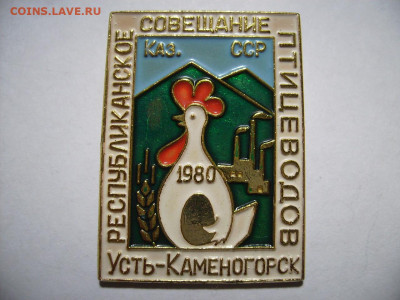 COINS.LAVE.RU
РЕСПУБЛИКАНСКОЕ
СОВЕЩАНИЕ
ПТИЦЕВОДОВ
КАЗ. ССР
1980
УСТЬ-КАМЕНОГОРСК